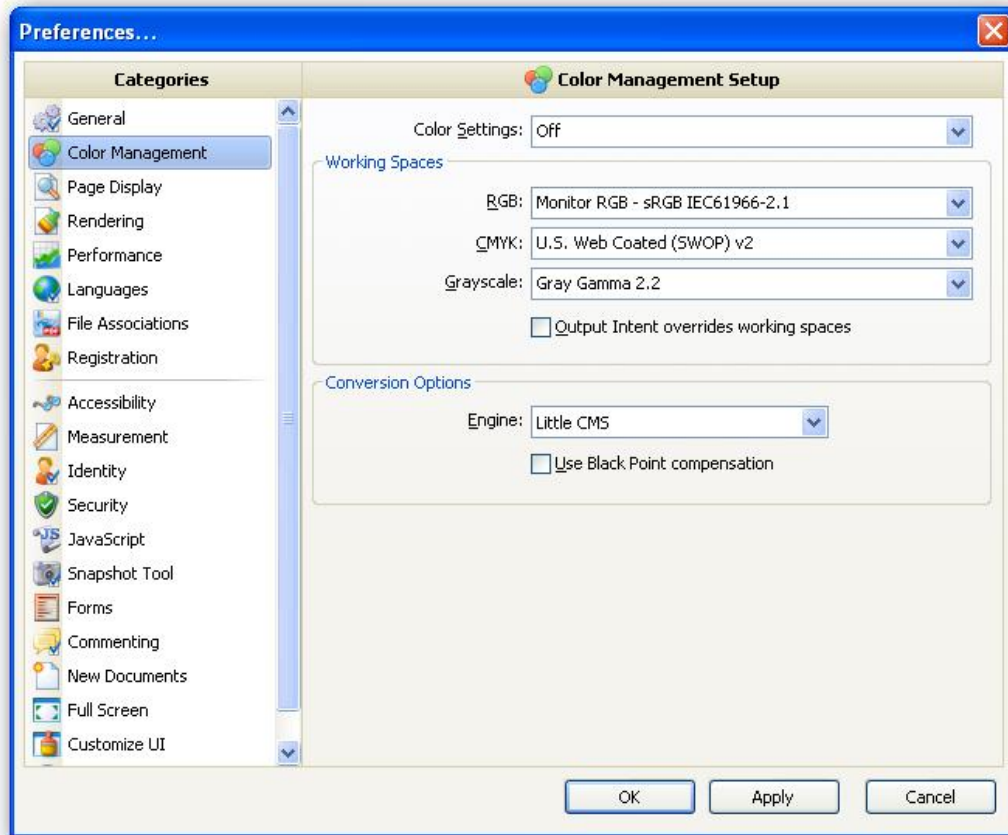 Preferences...
Categories
General
Color Management
Page Display
Rendering
Performance
Languages
File Associations
Registration
Accessibility
Measurement
Identity
Security
JavaScript
Snapshot Tool
Forms
Commenting
New Documents
Full Screen
Customize UI
Color Management Setup
Color Settings: Off
Working Spaces
RGB: Monitor RGB - sRGB IEC61966-2.1
CMYK: U.S. Web Coated (SWOP) v2
Grayscale: Gray Gamma 2.2
Output Intent overrides working spaces
Conversion Options
Engine: Little CMS
Use Black Point compensation
OK
Apply
Cancel